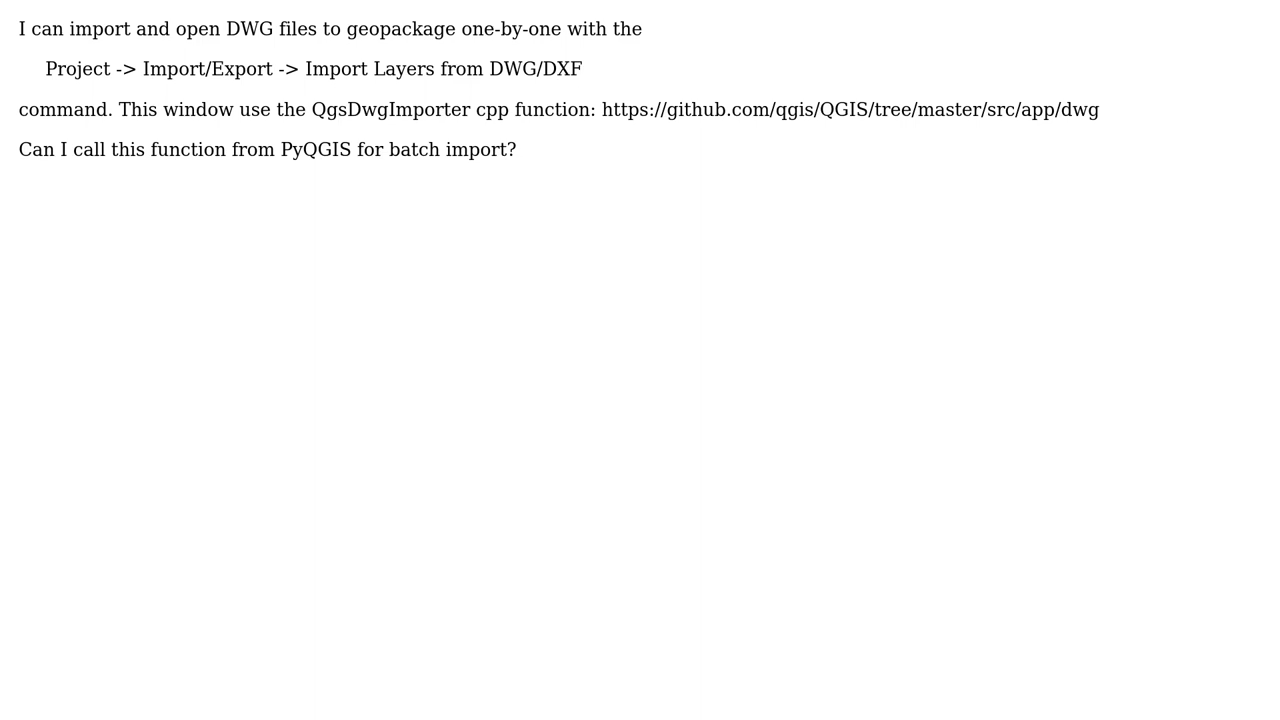 I can import and open DWG files to geopackage one-by-one with the
Project -> Import/Export -> Import Layers from DWG/DXF
command. This window use the QgsDwgImporter cpp function: https://github.com/qgis/QGIS/tree/master/src/app/dwg
Can I call this function from PyQGIS for batch import?